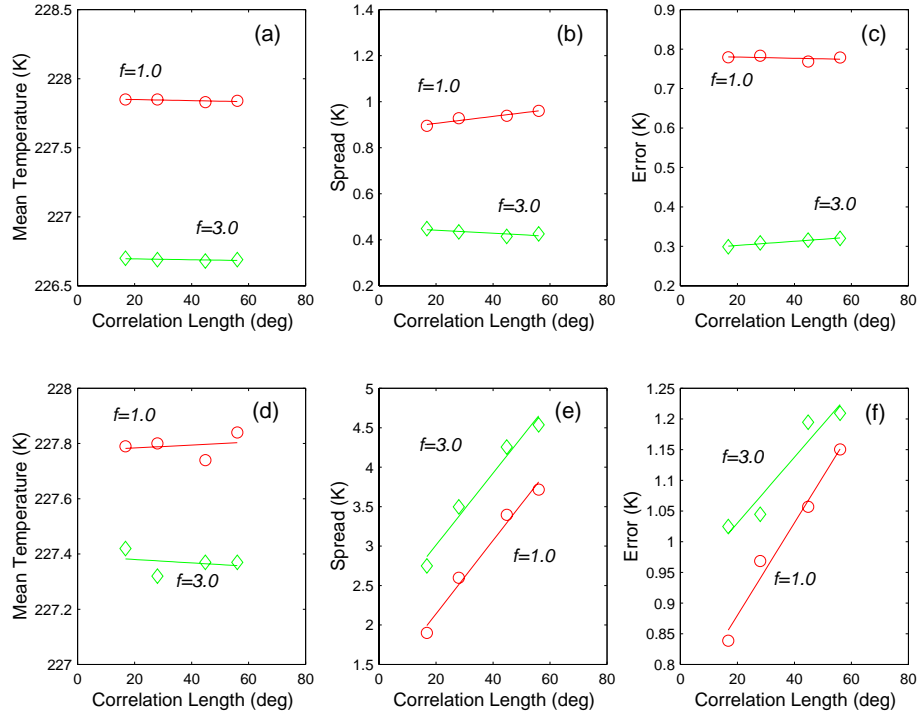 228.5
228
227.5
227
226.5
0 20 40 60 80
Mean Temperature (K)
Correlation Length (deg)
(a)
f=1.0
f=3.0
1.4
1.2
1
0.8
0.6
0.4
0.2
0 20 40 60 80
Spread (K)
Correlation Length (deg)
(b)
f=1.0
f=3.0
0.9
0.8
0.7
0.6
0.5
0.4
0.3
0.2
0 20 40 60 80
Error (K)
Correlation Length (deg)
(c)
f=1.0
f=3.0
228
227.8
227.6
227.4
227.2
227
0 20 40 60 80
Mean Temperature (K)
Correlation Length (deg)
(d)
f=1.0
f=3.0
5
4.5
4
3.5
3
2.5
2
1.5
0 20 40 60 80
Spread (K)
Correlation Length (deg)
(e)
f=3.0
f=1.0
1.25
1.2
1.15
1.1
1.05
1
0.95
0.9
0.85
0.8
0 20 40 60 80
Error (K)
Correlation Length (deg)
(f)
f=3.0
f=1.0